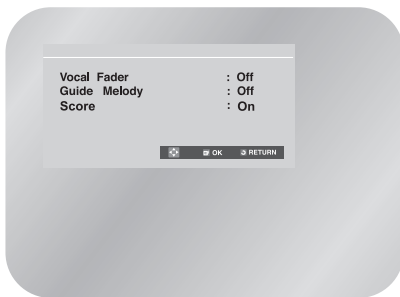 Vocal Fader : Off
Guide Melody : Off
Score : On
OK RETURN